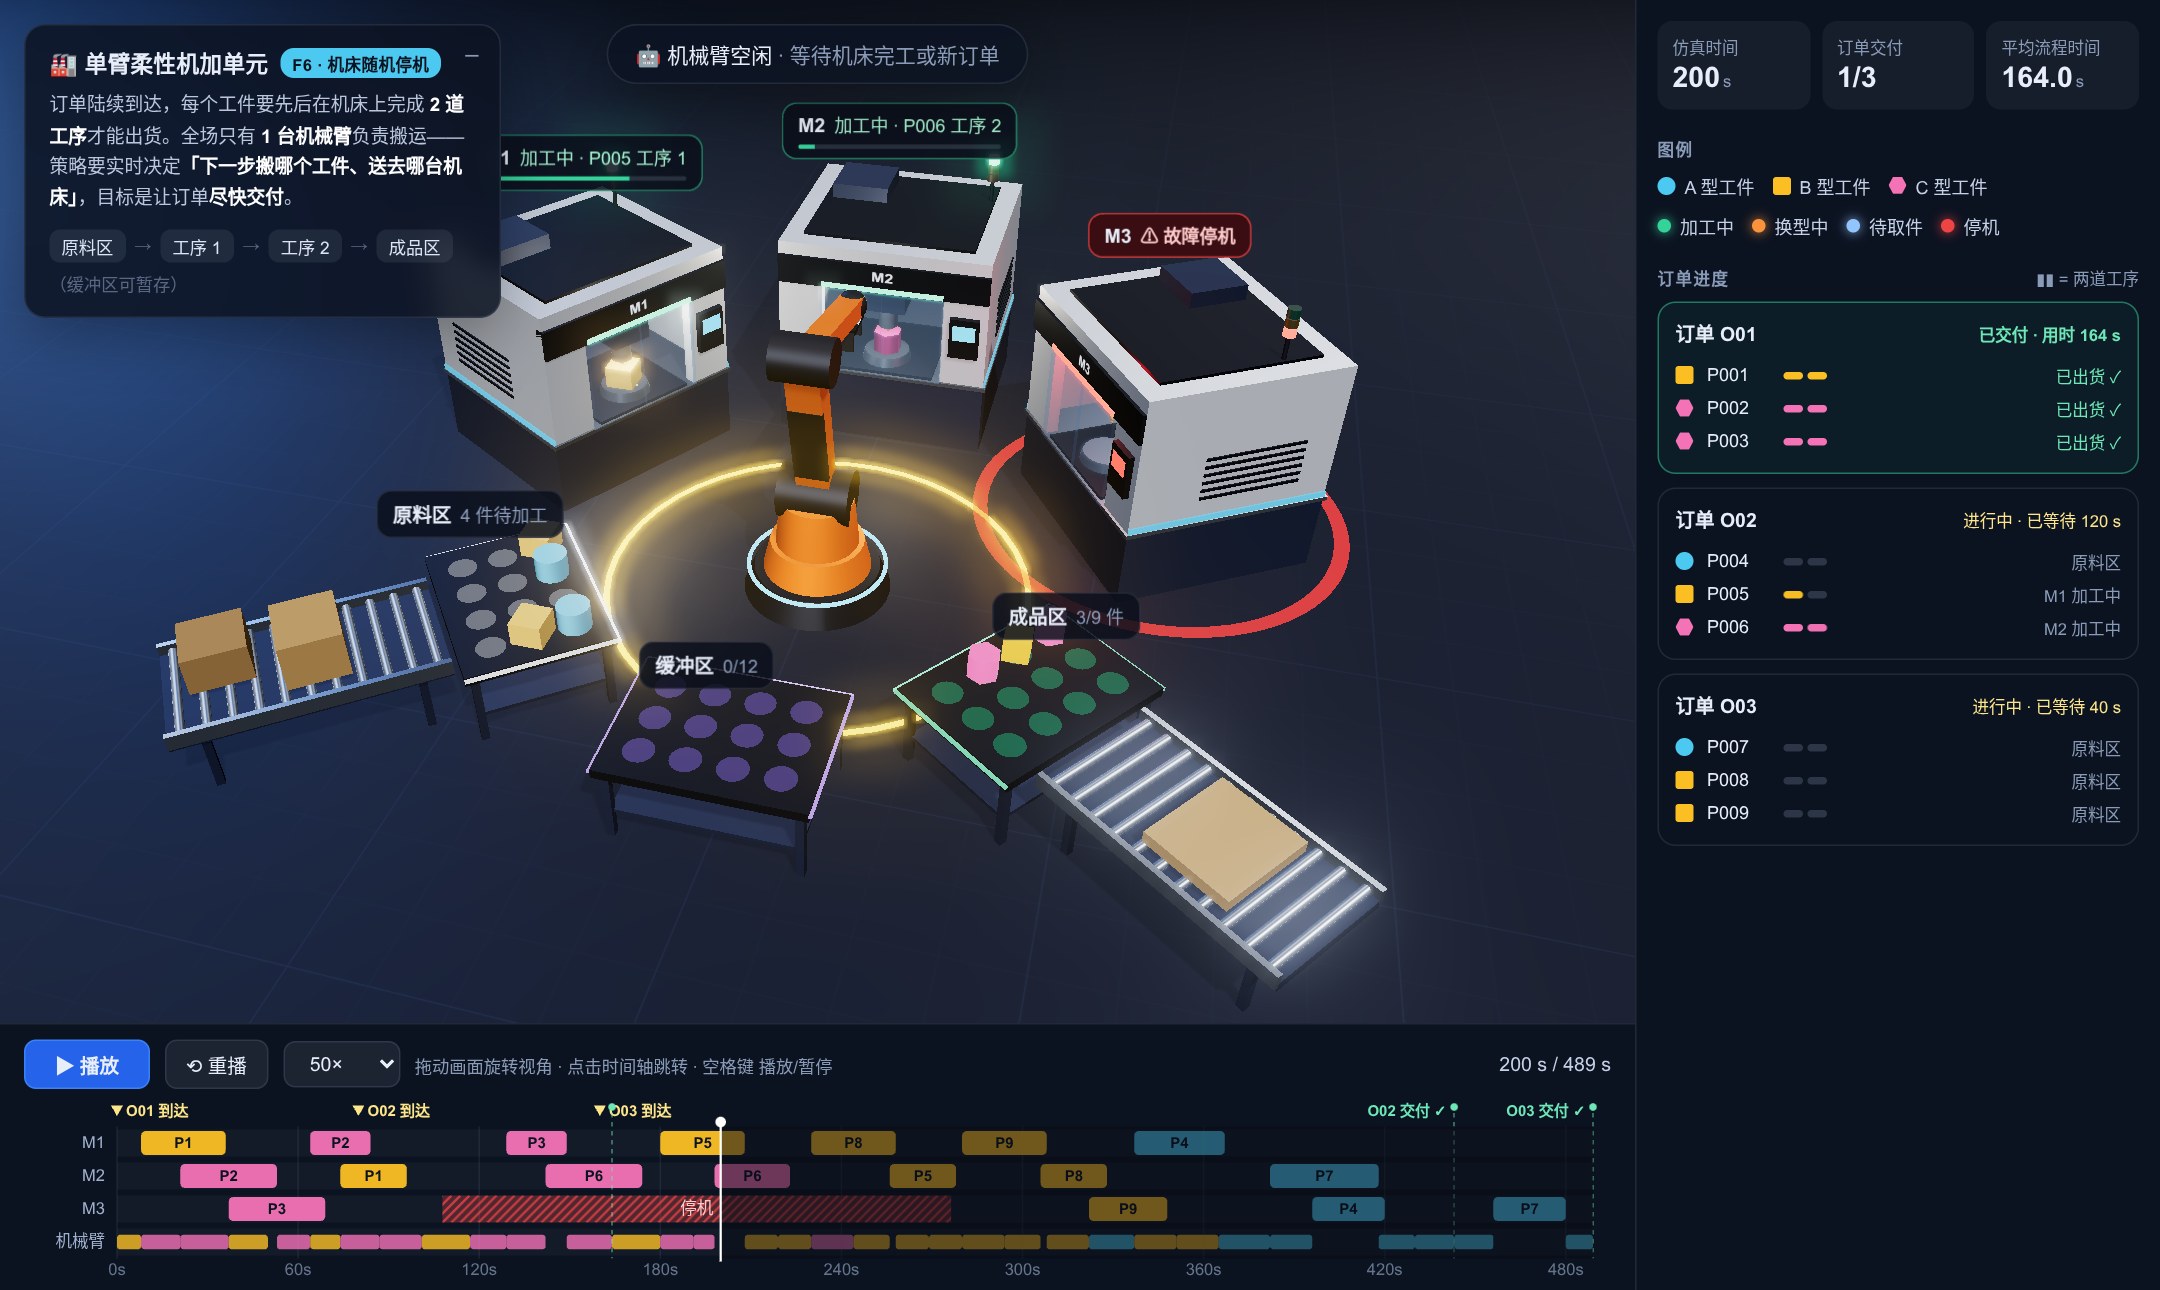 🏭 单臂柔性机加单元 F6 · 机床随机停机 −
订单陆续到达，每个工件要先后在机床上完成 2 道
工序才能出货。全场只有 1 台机械臂负责搬运——
策略要实时决定「下一步搬哪个工件、送去哪台机
床」，目标是让订单尽快交付。
原料区 → 工序 1 → 工序 2 → 成品区
（缓冲区可暂存）
🤖 机械臂空闲 · 等待机床完工或新订单
1 加工中 · P005 工序 1
M2 加工中 · P006 工序 2
M3 ⚠ 故障停机
M1
M2
M3
原料区 4 件待加工
缓冲区 0/12
成品区 3/9 件
仿真时间
200 s
订单交付
1/3
平均流程时间
164.0 s
图例
A 型工件 B 型工件 C 型工件
加工中 换型中 待取件 停机
订单进度 ▮▮ = 两道工序
订单 O01 已交付 · 用时 164 s
P001 已出货 ✓
P002 已出货 ✓
P003 已出货 ✓
订单 O02 进行中 · 已等待 120 s
P004 原料区
P005 M1 加工中
P006 M2 加工中
订单 O03 进行中 · 已等待 40 s
P007 原料区
P008 原料区
P009 原料区
▶ 播放 ⟲ 重播 50× 拖动画面旋转视角 · 点击时间轴跳转 · 空格键 播放/暂停 200 s / 489 s
▼O01 到达 ▼O02 到达 ▼O03 到达 O02 交付 ✓ O03 交付 ✓
M1 P1 P2 P3 P5 P8 P9 P4
M2 P2 P1 P6 P6 P5 P8 P7
M3 P3 停机 P9 P4 P7
机械臂
0s 60s 120s 180s 240s 300s 360s 420s 480s